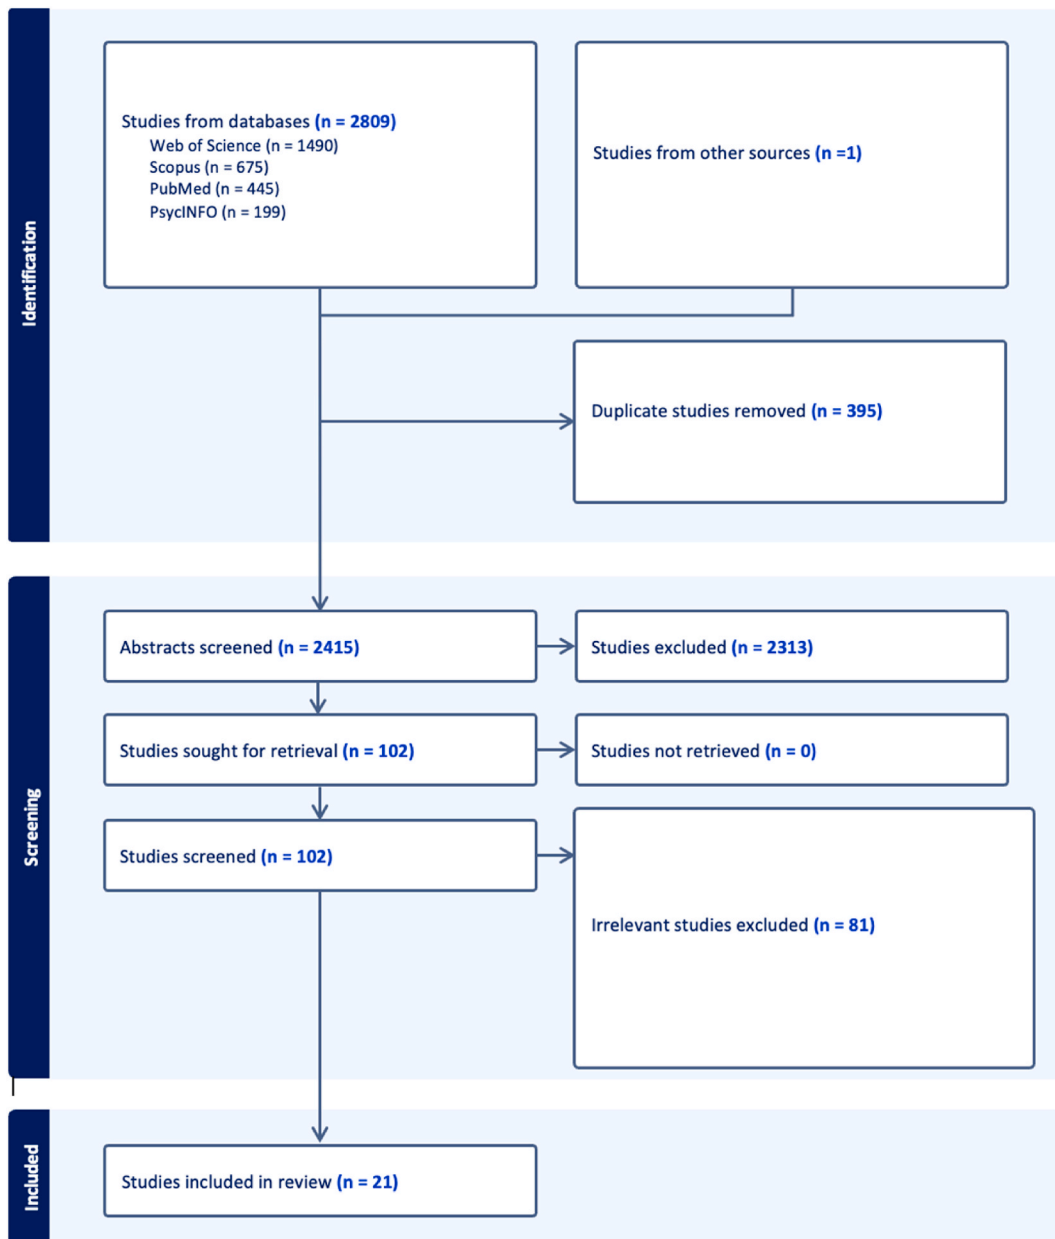 Identification
Studies from databases (n = 2809)
Web of Science (n = 1490)
Scopus (n = 675)
PubMed (n = 445)
PsycINFO (n = 199)
Studies from other sources (n =1)
Duplicate studies removed (n = 395)
Screening
Abstracts screened (n = 2415)
Studies excluded (n = 2313)
Studies sought for retrieval (n = 102)
Studies not retrieved (n = 0)
Studies screened (n = 102)
Irrelevant studies excluded (n = 81)
Included
Studies included in review (n = 21)